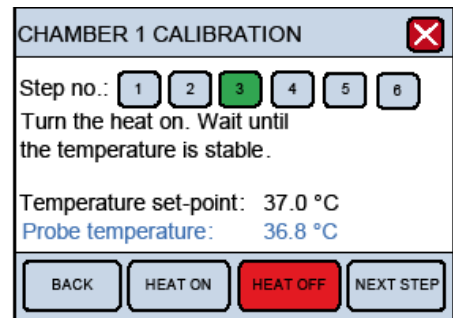 CHAMBER 1 CALIBRATION
Step no.: 1 2 3 4 5 6
Turn the heat on. Wait until
the temperature is stable.
Temperature set-point: 37.0 °C
Probe temperature: 36.8 °C
BACK HEAT ON HEAT OFF NEXT STEP